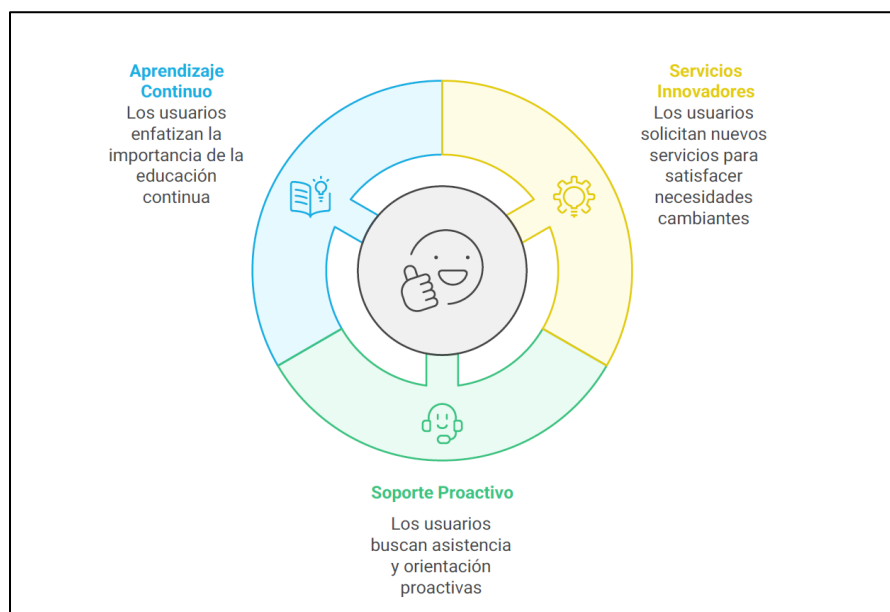 Aprendizaje
Continuo
Los usuarios
enfatizan la
importancia de la
educación
continua
Servicios
Innovadores
Los usuarios
solicitan nuevos
servicios para
satisfacer
necesidades
cambiantes
Soporte Proactivo
Los usuarios
buscan asistencia
y orientación
proactivas